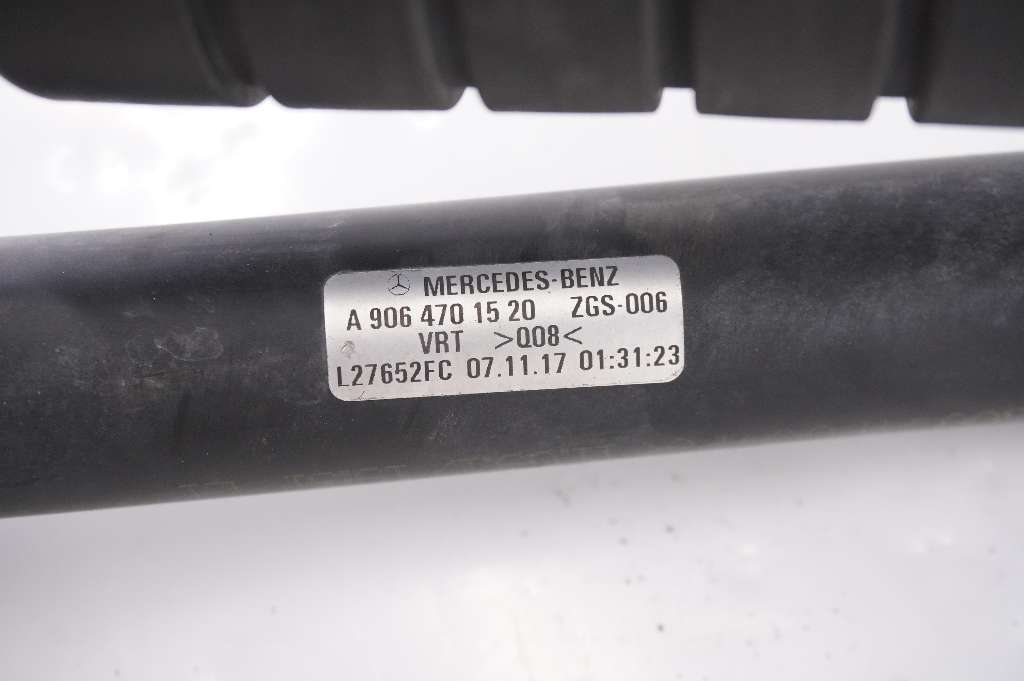 MERCEDES-BENZ
A 906 470 15 20 ZGS-006
VRT >Q08<
L27652FC 07.11.17 01:31:23